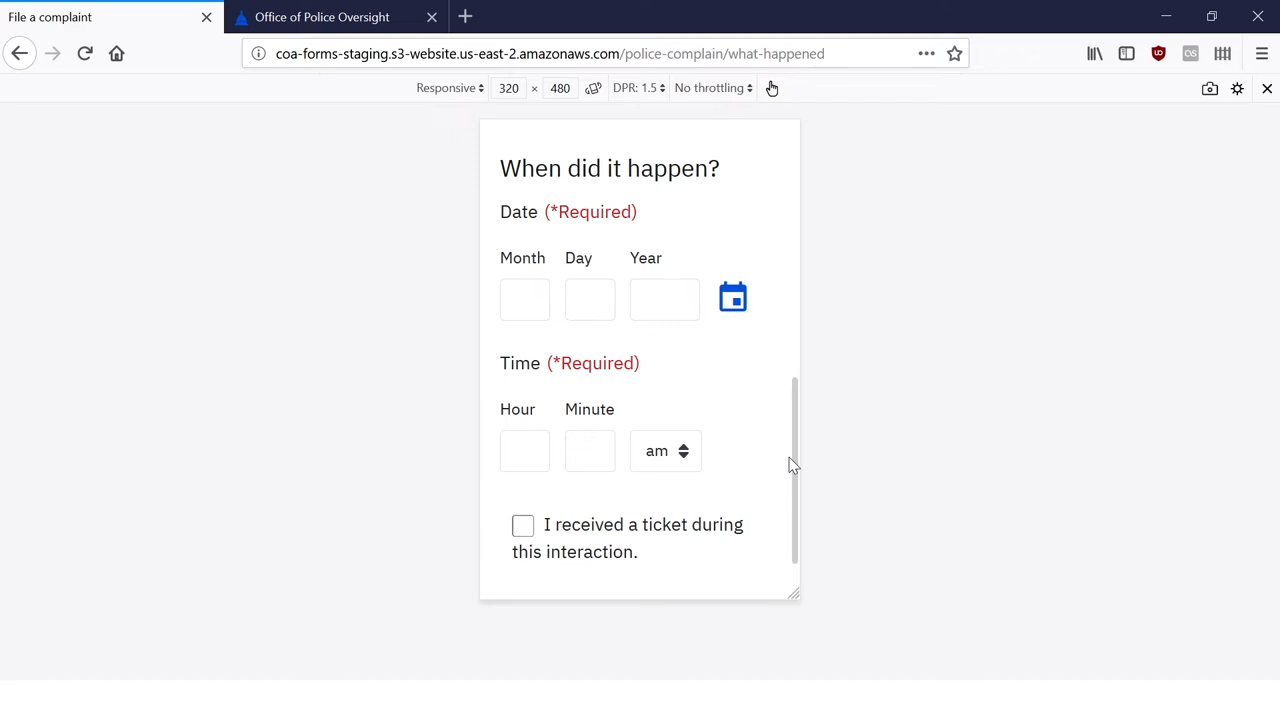 File a complaint
Office of Police Oversight
coa-forms-staging.s3-website.us-east-2.amazonaws.com/police-complain/what-happened
Responsive 320 × 480 DPR: 1.5 No throttling
When did it happen?
Date (*Required)
Month Day Year
Time (*Required)
Hour Minute
am
I received a ticket during
this interaction.